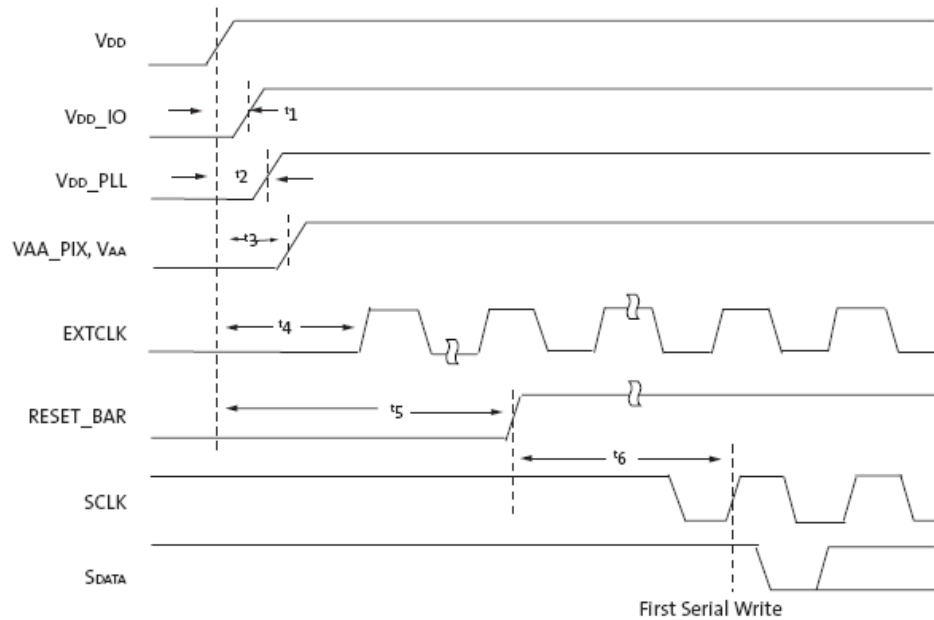 VDD
VDD_IO
t1
VDD_PLL
t2
VAA_PIX, VAA
t3
EXTCLK
t4
RESET_BAR
t5
t6
SCLK
SDATA
First Serial Write